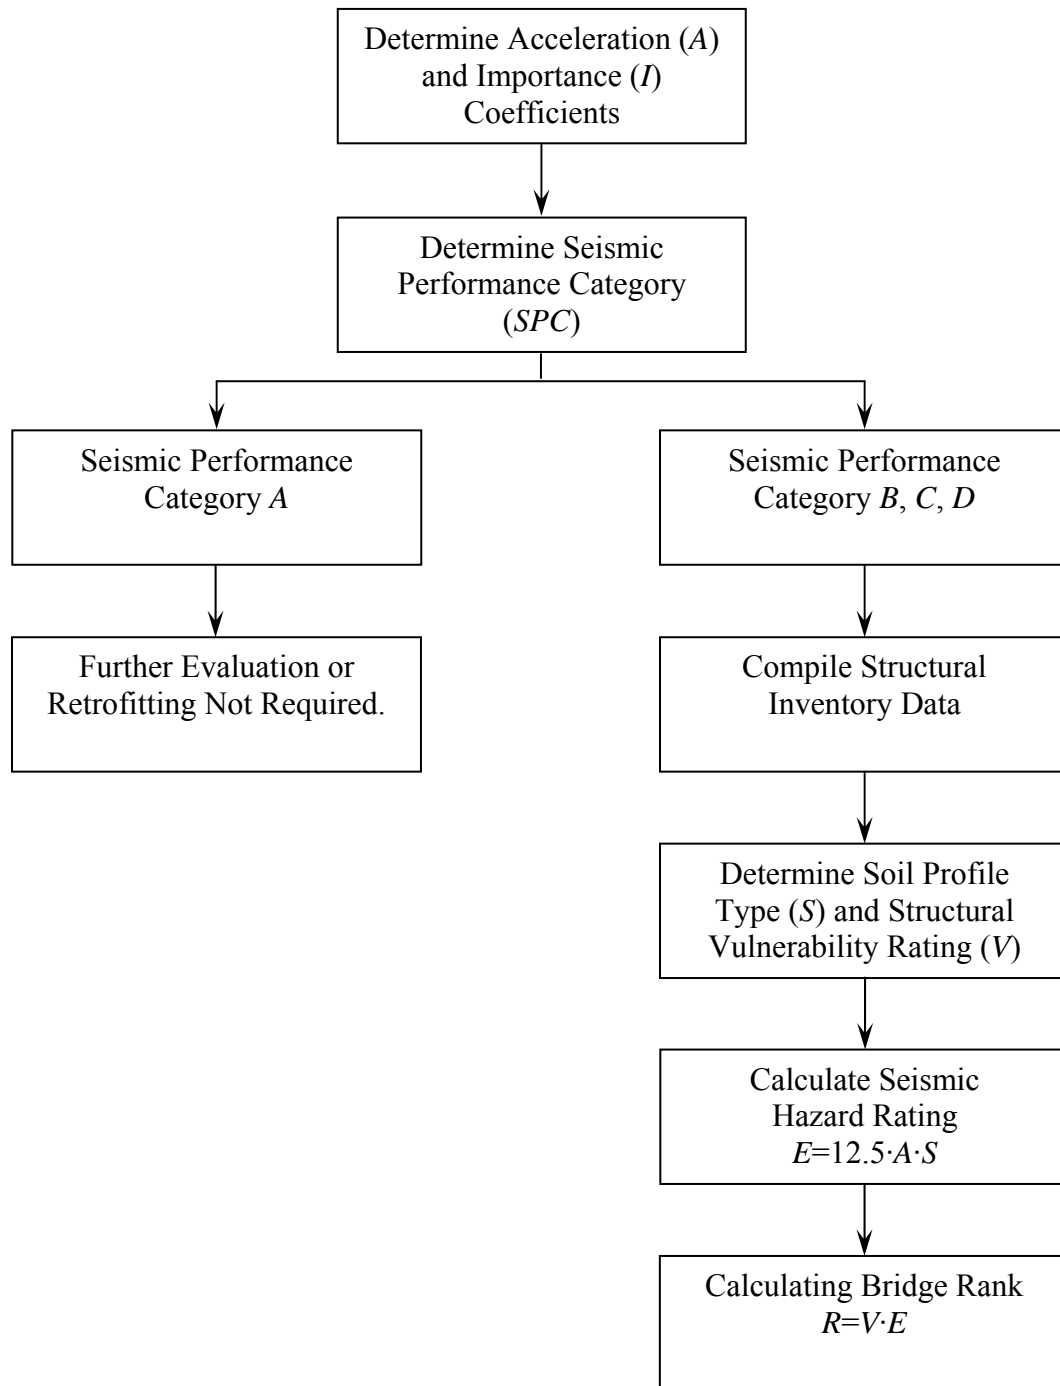 Determine Acceleration (A)
and Importance (I)
Coefficients
Determine Seismic
Performance Category
(SPC)
Seismic Performance
Category A
Seismic Performance
Category B, C, D
Further Evaluation or
Retrofitting Not Required.
Compile Structural
Inventory Data
Determine Soil Profile
Type (S) and Structural
Vulnerability Rating (V)
Calculate Seismic
Hazard Rating
E=12.5·A·S
Calculating Bridge Rank
R=V·E